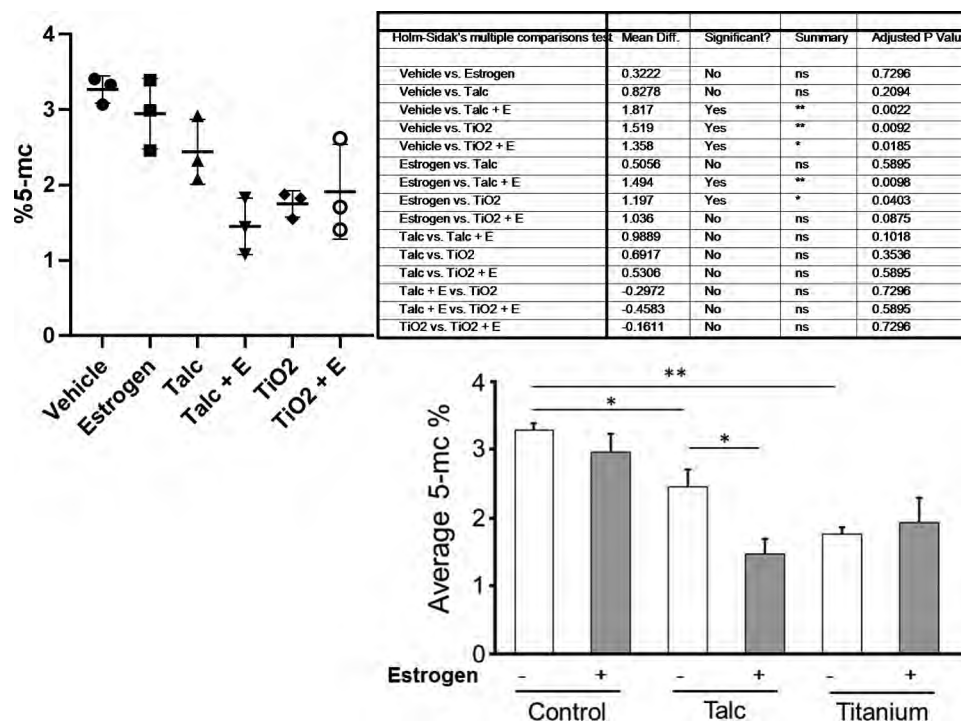 4
3
2
1
0
%5-mc
Vehicle
Estrogen
Talc
Talc + E
TiO2
TiO2 + E
Holm-Sidak's multiple comparisons test Mean Diff. Significant? Summary Adjusted P Valu
Vehicle vs. Estrogen 0.3222 No ns 0.7296
Vehicle vs. Talc 0.8278 No ns 0.2094
Vehicle vs. Talc + E 1.817 Yes ** 0.0022
Vehicle vs. TiO2 1.519 Yes ** 0.0092
Vehicle vs. TiO2 + E 1.358 Yes * 0.0185
Estrogen vs. Talc 0.5056 No ns 0.5895
Estrogen vs. Talc + E 1.494 Yes ** 0.0098
Estrogen vs. TiO2 1.197 Yes * 0.0403
Estrogen vs. TiO2 + E 1.036 No ns 0.0875
Talc vs. Talc + E 0.9889 No ns 0.1018
Talc vs. TiO2 0.6917 No ns 0.3536
Talc vs. TiO2 + E 0.5306 No ns 0.5895
Talc + E vs. TiO2 -0.2972 No ns 0.7296
Talc + E vs. TiO2 + E -0.4583 No ns 0.5895
TiO2 vs. TiO2 + E -0.1611 No ns 0.7296
4
3
2
1
0
Average 5-mc %
**
*
*
Estrogen - + - + - +
Control Talc Titanium